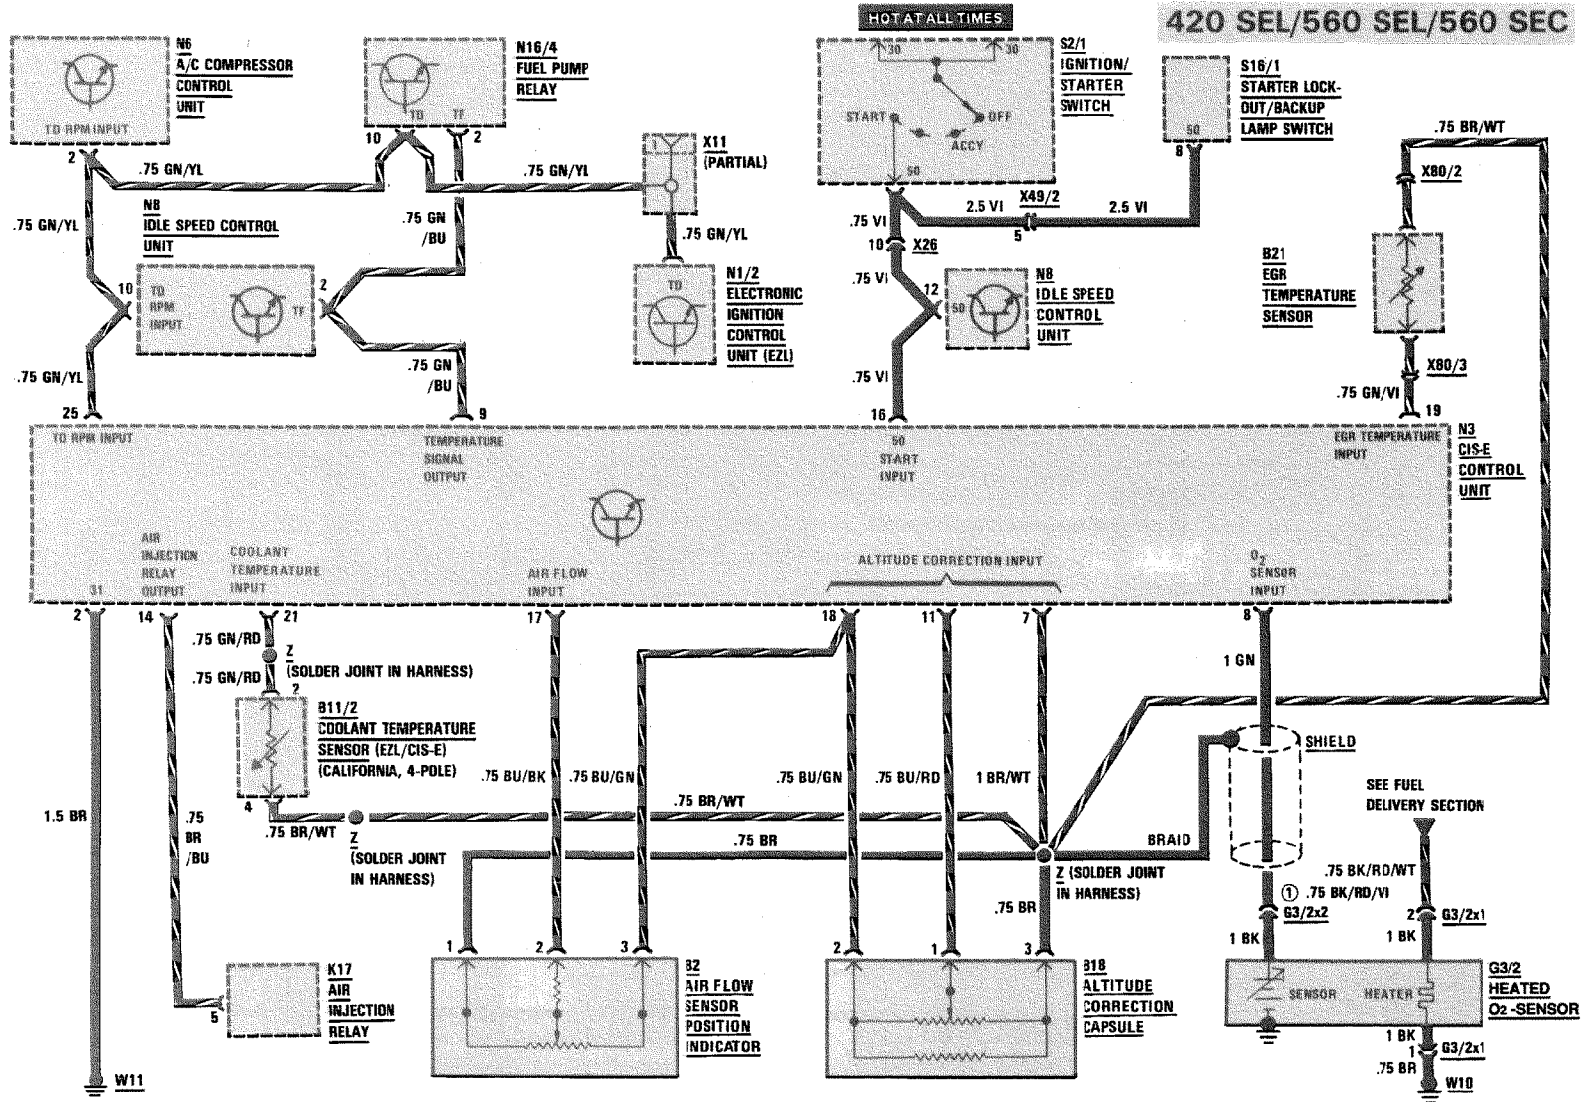 HOT AT ALL TIMES
420 SEL/560 SEL/560 SEC
N6
A/C COMPRESSOR
CONTROL
UNIT
TD RPM INPUT
2
N16/4
FUEL PUMP
RELAY
TD
TF
10
2
X11
(PARTIAL)
1
30
30
START
OFF
ACCY
50
S2/1
IGNITION/
STARTER
SWITCH
S16/1
STARTER LOCK-
OUT/BACKUP
LAMP SWITCH
50
8
.75 BR/WT
X80/2
.75 GN/YL
.75 GN/YL
.75 GN/YL
N8
IDLE SPEED CONTROL
UNIT
.75 GN
/BU
.75 GN/YL
2.5 VI
X49/2
5
2.5 VI
.75 VI
10
X26
.75 VI
10
TD
RPM
INPUT
TF
2
N1/2
ELECTRONIC
IGNITION
CONTROL
UNIT (EZL)
TD
12
50
N8
IDLE SPEED
CONTROL
UNIT
B21
EGR
TEMPERATURE
SENSOR
X80/3
.75 GN/YL
.75 GN
/BU
.75 VI
.75 GN/VI
25
9
16
19
TD RPM INPUT
TEMPERATURE
SIGNAL
OUTPUT
50
START
INPUT
EGR TEMPERATURE
INPUT
N3
CIS-E
CONTROL
UNIT
31
AIR
INJECTION
RELAY
OUTPUT
COOLANT
TEMPERATURE
INPUT
AIR FLOW
INPUT
ALTITUDE CORRECTION INPUT
O2
SENSOR
INPUT
2
14
21
17
18
11
7
8
.75 GN/RD
Z
(SOLDER JOINT IN HARNESS)
.75 GN/RD
2
B11/2
COOLANT TEMPERATURE
SENSOR (EZL/CIS-E)
(CALIFORNIA, 4-POLE)
4
1 GN
SHIELD
1.5 BR
.75
BR
/BU
.75 BR/WT
Z
(SOLDER JOINT
IN HARNESS)
.75 BU/BK
.75 BU/GN
.75 BR/WT
.75 BU/GN
.75 BU/RD
1 BR/WT
.75 BR
BRAID
Z (SOLDER JOINT
IN HARNESS)
.75 BR
SEE FUEL
DELIVERY SECTION
.75 BK/RD/WT
1 .75 BK/RD/VI
G3/2x2
2
G3/2x1
1 BK
1 BK
1
2
3
B2
AIR FLOW
SENSOR
POSITION
INDICATOR
2
1
3
B18
ALTITUDE
CORRECTION
CAPSULE
SENSOR
HEATER
G3/2
HEATED
O2-SENSOR
K17
AIR
INJECTION
RELAY
5
1 BK
1
G3/2x1
.75 BR
W11
W10